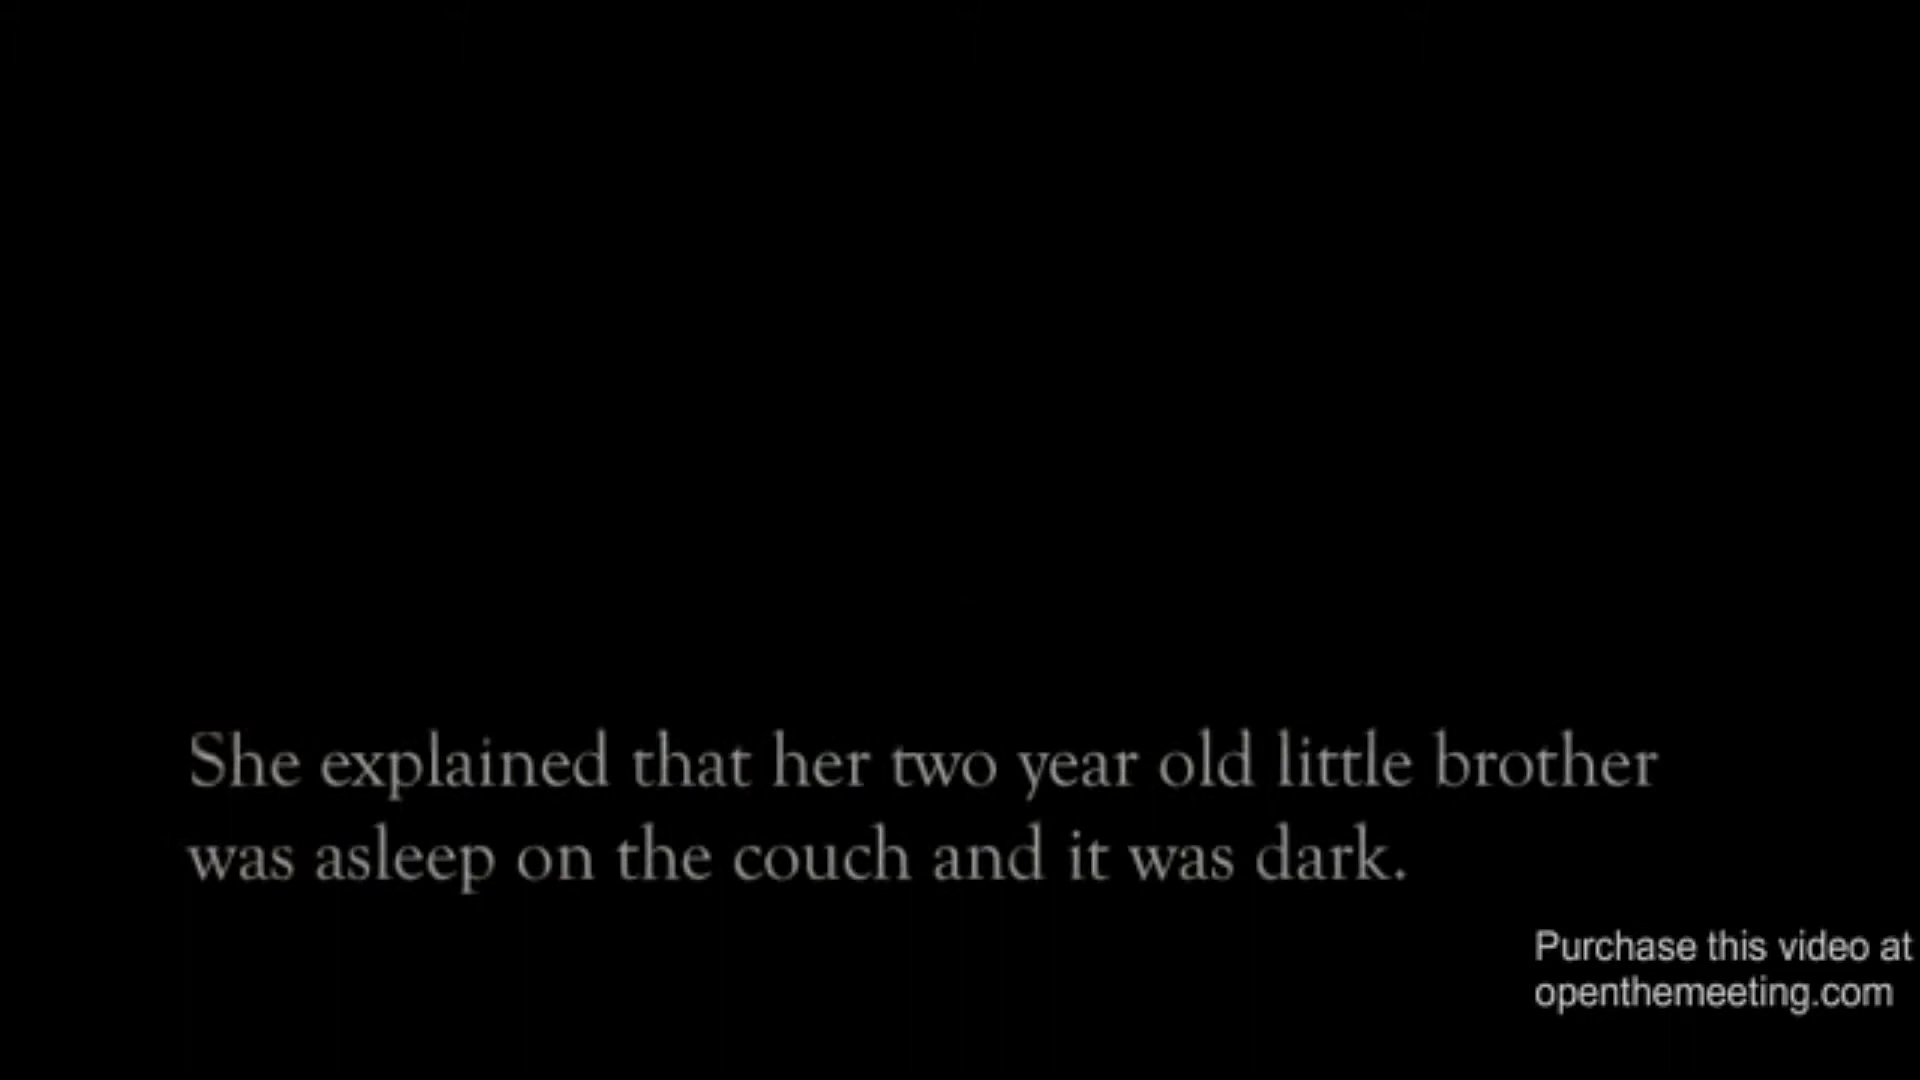 She explained that her two year old little brother
was asleep on the couch and it was dark.
Purchase this video at
openthemeeting.com